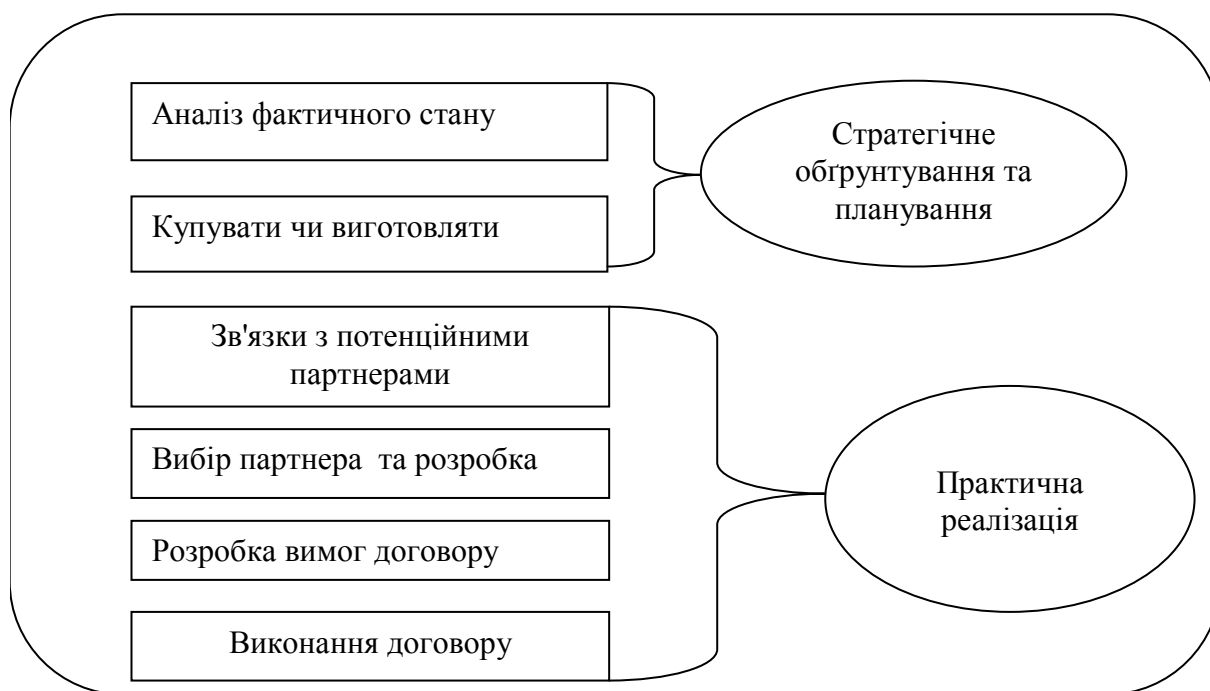 Аналіз фактичного стану
Купувати чи виготовляти
Стратегічне
обґрунтування та
планування
Зв'язки з потенційними
партнерами
Вибір партнера та розробка
Розробка вимог договору
Виконання договору
Практична
реалізація